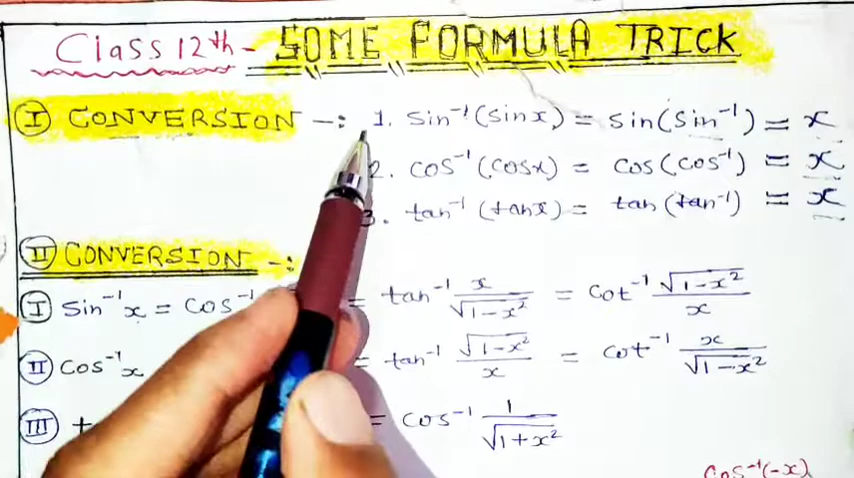 Class 12th - SOME FORMULA TRICK
I CONVERSION -: 1. sin⁻¹(sinx) = sin(sin⁻¹) = x
2. cos⁻¹(cosx) = cos(cos⁻¹) = x
3. tan⁻¹(tanx) = tan(tan⁻¹) = x
II CONVERSION -:
I sin⁻¹x = cos⁻¹ = tan⁻¹ x/√1-x² = cot⁻¹ √1-x²/x
II cos⁻¹x = tan⁻¹ √1-x²/x = cot⁻¹ x/√1-x²
III = cos⁻¹ 1/√1+x²
cos⁻¹(-x)